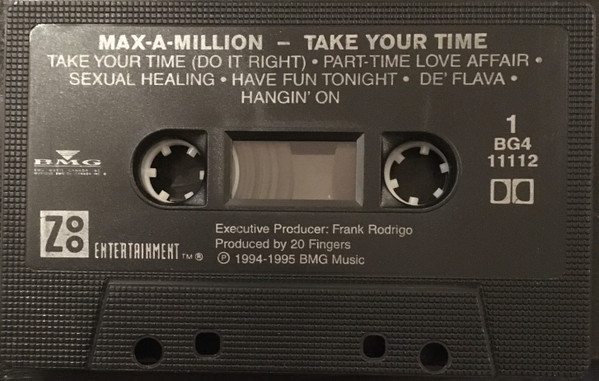 MAX-A-MILLION – TAKE YOUR TIME
TAKE YOUR TIME (DO IT RIGHT) • PART-TIME LOVE AFFAIR •
SEXUAL HEALING • HAVE FUN TONIGHT • DE' FLAVA •
HANGIN' ON
1
BG4
11112
BMG
Executive Producer: Frank Rodrigo
Produced by 20 Fingers
℗ 1994-1995 BMG Music
ZOO
ENTERTAINMENT TM ®